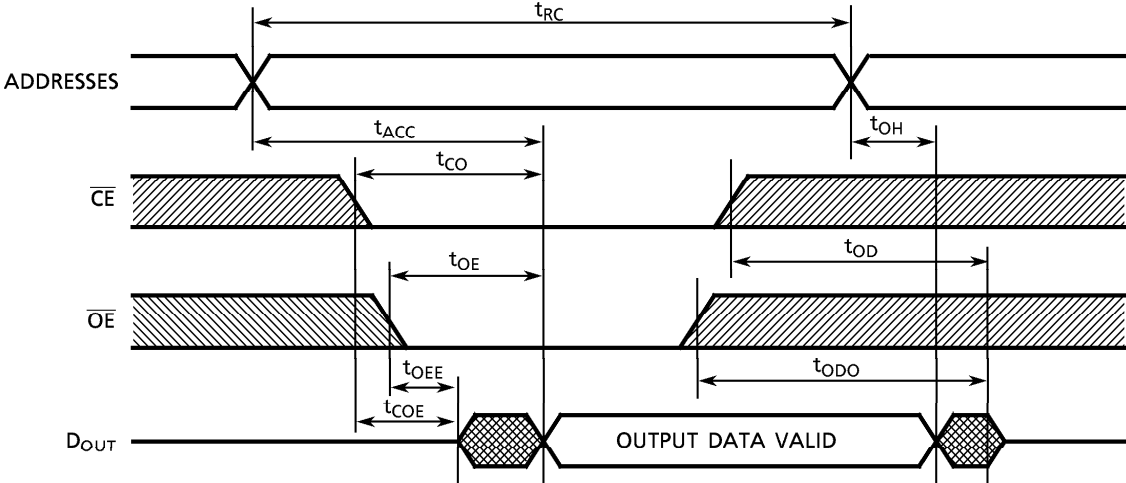 tRC
ADDRESSES
tACC
tOH
tCO
CE
tOD
tOE
OE
tOEE
tODO
tCOE
DOUT
OUTPUT DATA VALID